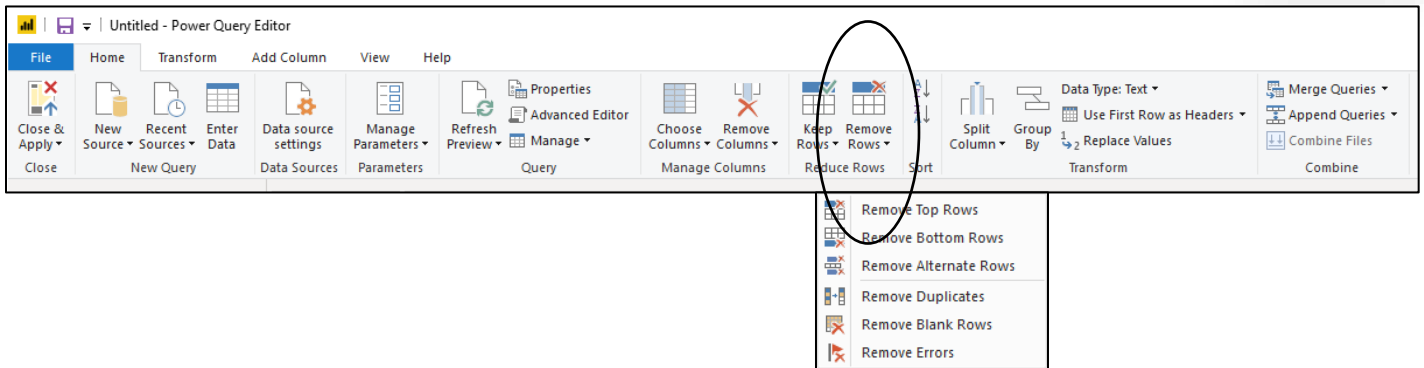 Untitled - Power Query Editor
File Home Transform Add Column View Help
Close & Apply
New Source
Recent Sources
Enter Data
Data source settings
Manage Parameters
Refresh Preview
Properties
Advanced Editor
Manage
Choose Columns
Remove Columns
Keep Rows
Remove Rows
A
Z
Z
A
Split Column
Group By
Data Type: Text
Use First Row as Headers
1 2 Replace Values
Merge Queries
Append Queries
Combine Files
Close New Query Data Sources Parameters Query Manage Columns Reduce Rows Sort Transform Combine
Remove Top Rows
Remove Bottom Rows
Remove Alternate Rows
Remove Duplicates
Remove Blank Rows
Remove Errors